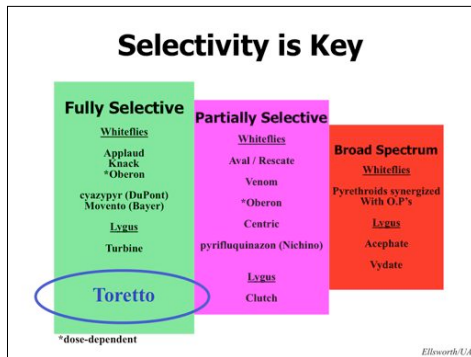 Selectivity is Key
Fully Selective
Whiteflies
Applaud
Knack
*Oberon
cyazypyr (DuPont)
Movento (Bayer)
Lygus
Turbine
Toretto
*dose-dependent
Partially Selective
Whiteflies
Aval / Rescate
Venom
*Oberon
Centric
pyrifluquinazon (Nichino)
Lygus
Clutch
Broad Spectrum
Whiteflies
Pyrethroids synergized
With O.P's
Lygus
Acephate
Vydate
Ellsworth/UA